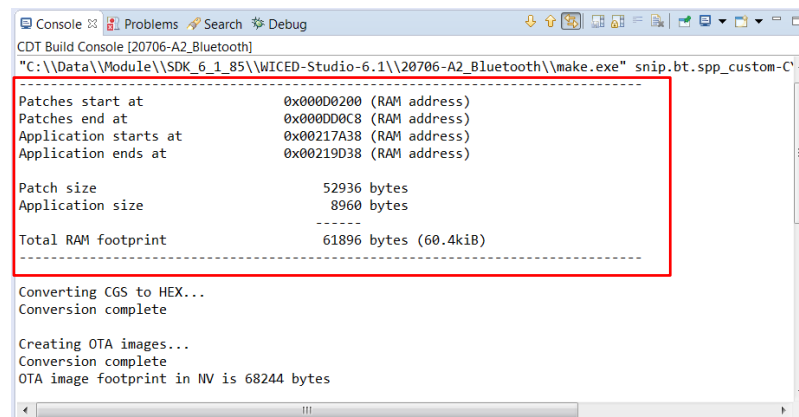 Console Problems Search Debug
CDT Build Console [20706-A2_Bluetooth]
"C:\\Data\\Module\\SDK_6_1_85\\WICED-Studio-6.1\\20706-A2_Bluetooth\\make.exe" snip.bt.spp_custom-CY
--------------------------------------------------------------------------------
Patches start at 0x000D0200 (RAM address)
Patches end at 0x000DD0C8 (RAM address)
Application starts at 0x00217A38 (RAM address)
Application ends at 0x00219D38 (RAM address)
Patch size 52936 bytes
Application size 8960 bytes
------
Total RAM footprint 61896 bytes (60.4kiB)
--------------------------------------------------------------------------------
Converting CGS to HEX...
Conversion complete
Creating OTA images...
Conversion complete
OTA image footprint in NV is 68244 bytes